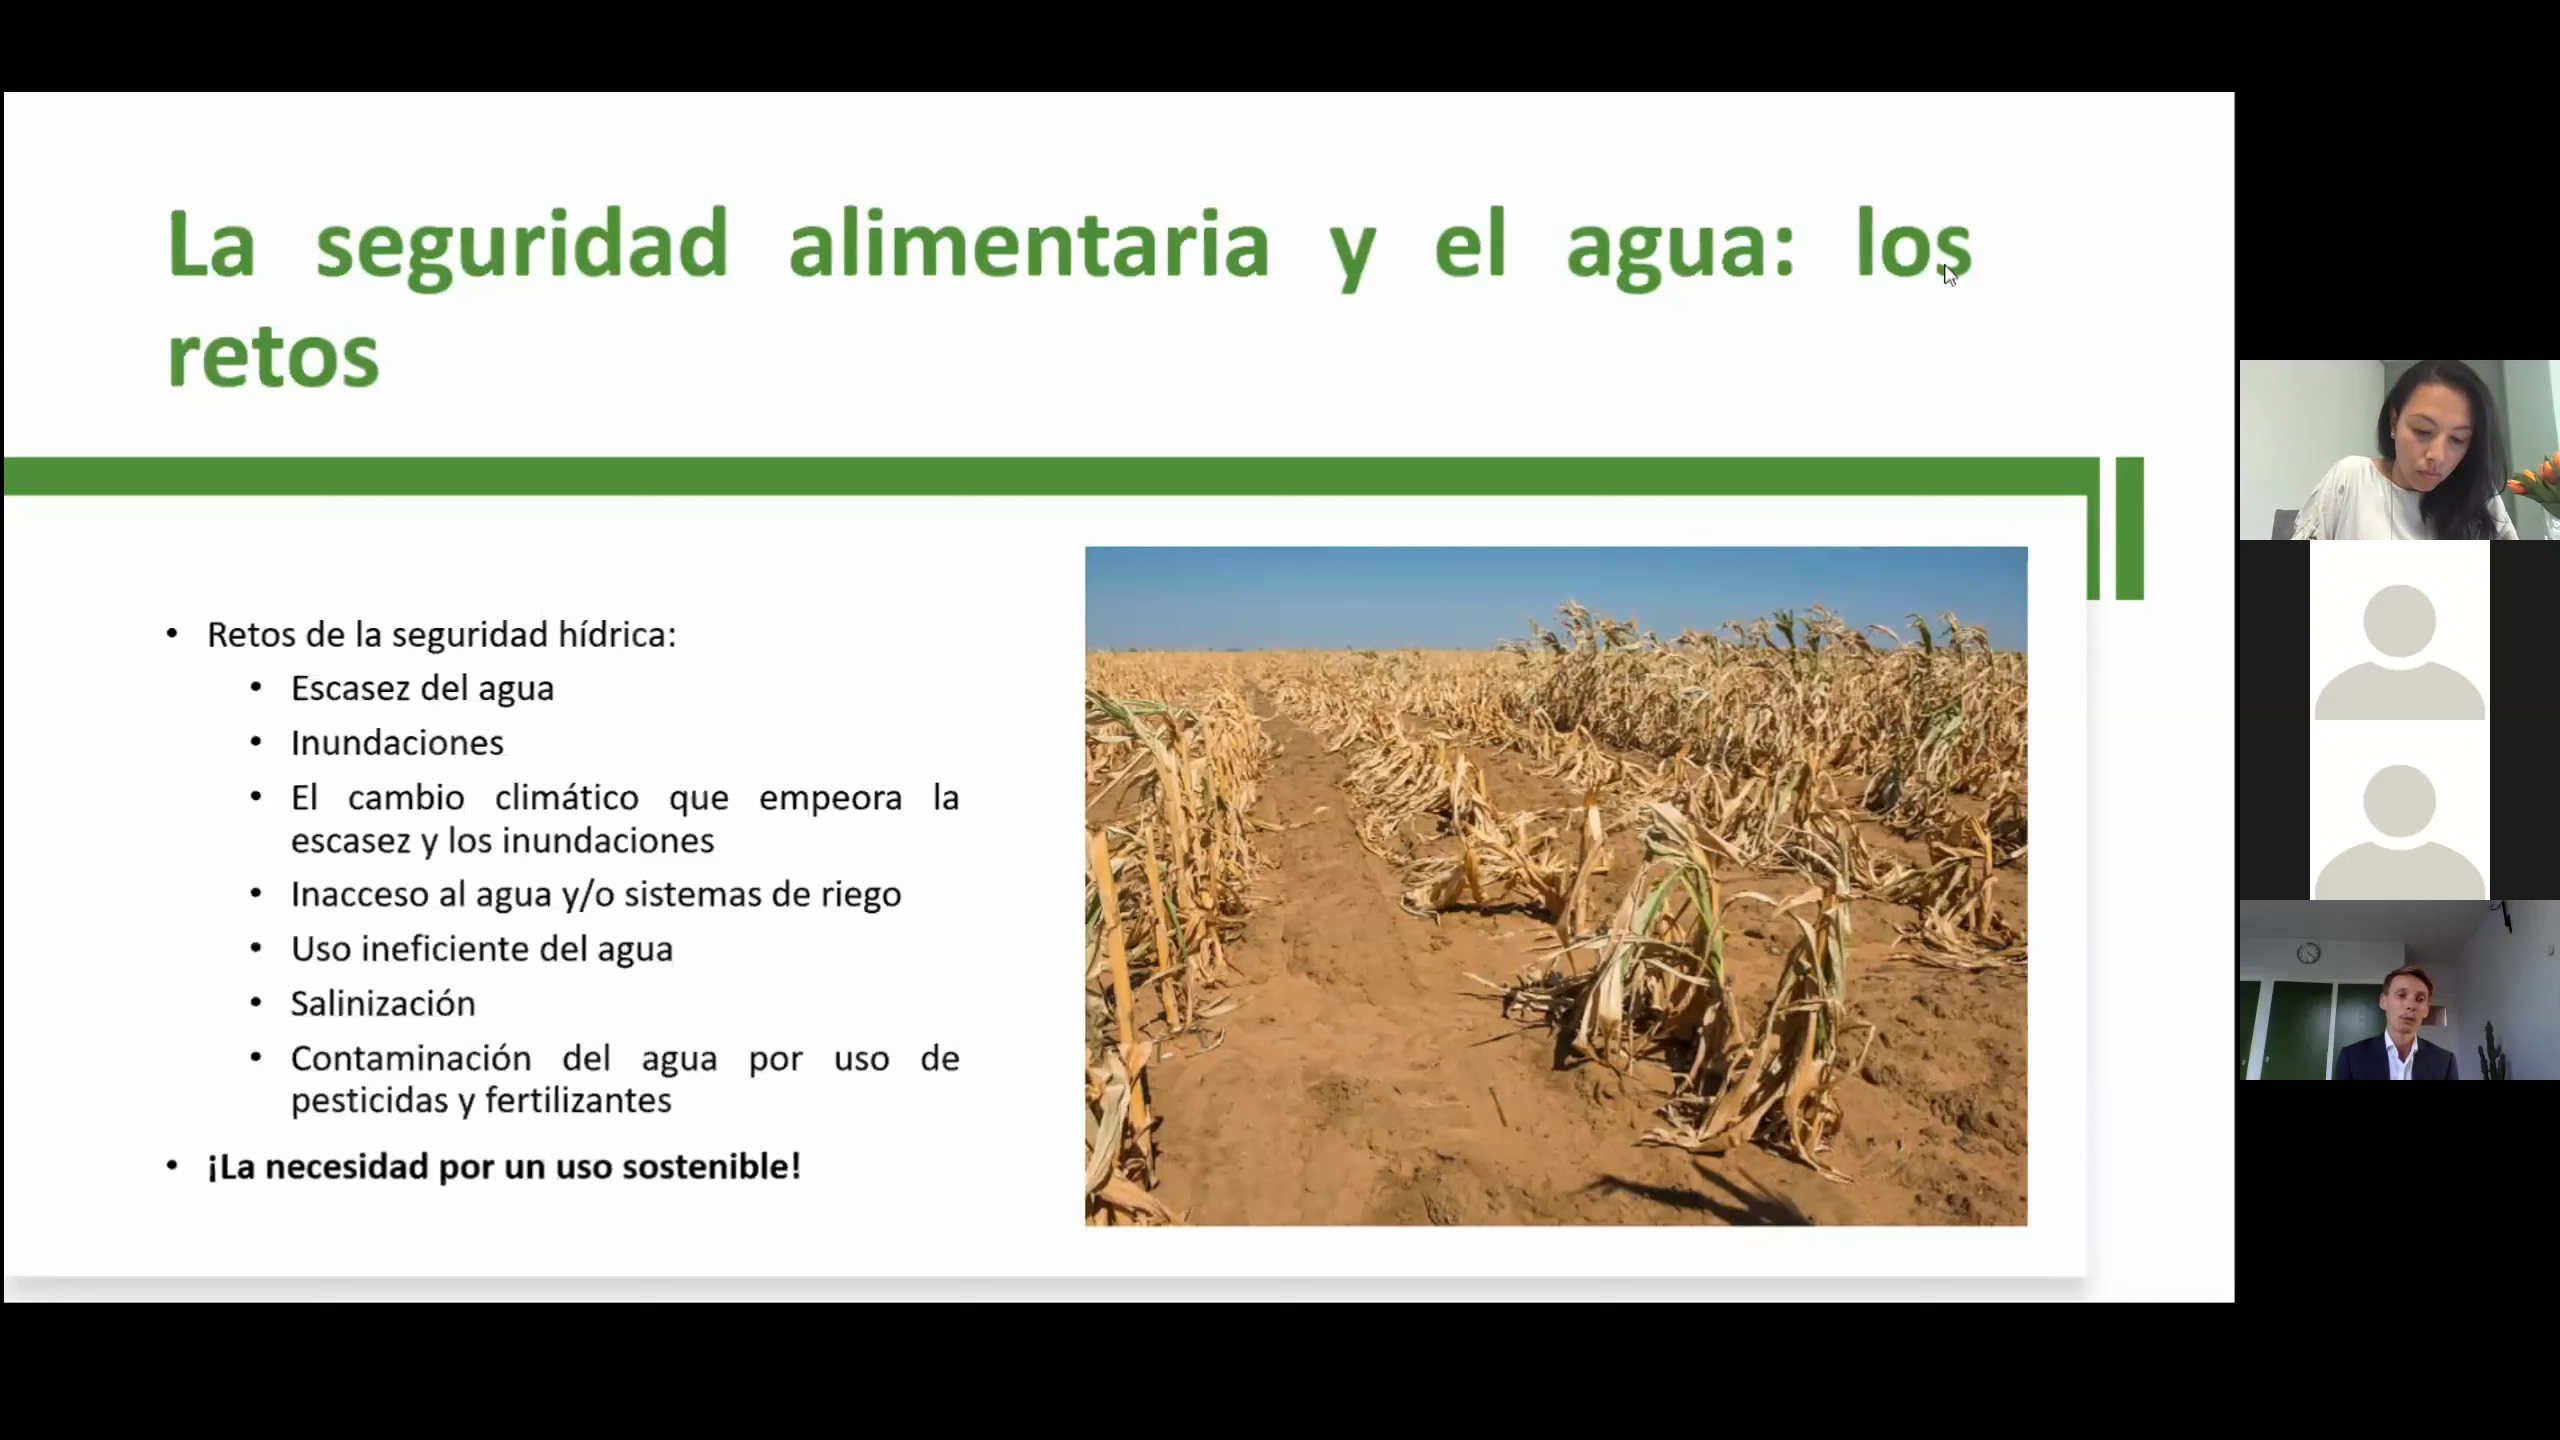 La seguridad alimentaria y el agua: los
retos
• Retos de la seguridad hídrica:
• Escasez del agua
• Inundaciones
• El cambio climático que empeora la
escasez y los inundaciones
• Inacceso al agua y/o sistemas de riego
• Uso ineficiente del agua
• Salinización
• Contaminación del agua por uso de
pesticidas y fertilizantes
• ¡La necesidad por un uso sostenible!